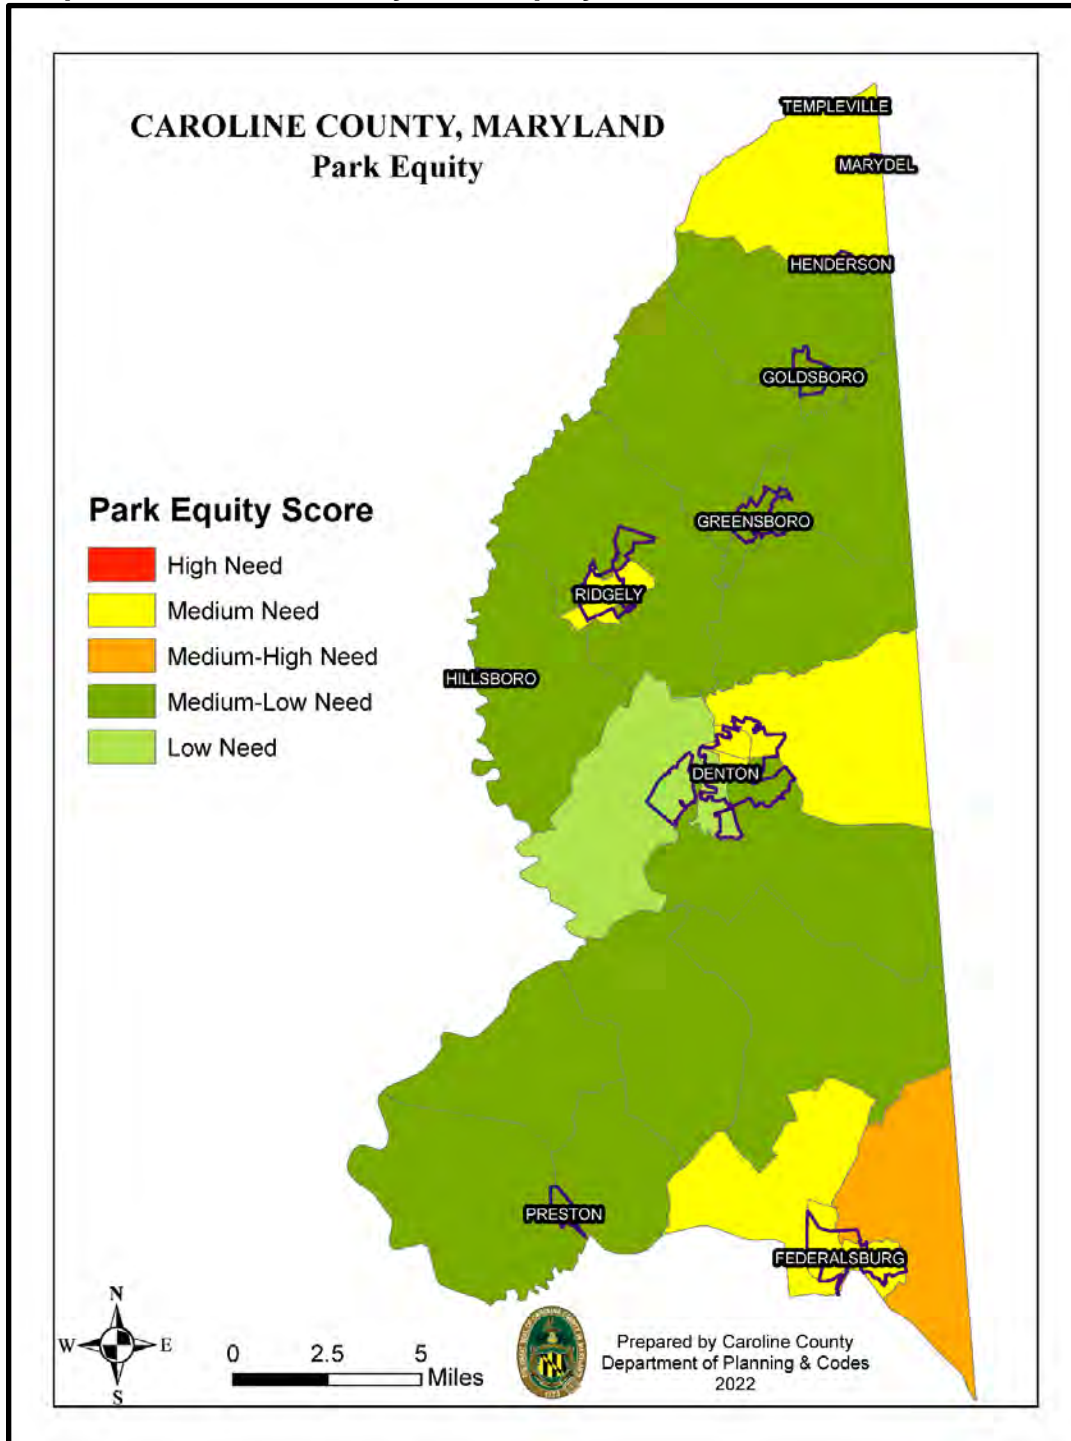 CAROLINE COUNTY, MARYLAND
Park Equity
TEMPLEVILLE
MARYDEL
HENDERSON
GOLDSBORO
GREENSBORO
RIDGELY
HILLSBORO
DENTON
PRESTON
FEDERALSBURG
Park Equity Score
High Need
Medium Need
Medium-High Need
Medium-Low Need
Low Need
N
W E
S
0 2.5 5
Miles
Prepared by Caroline County
Department of Planning & Codes
2022